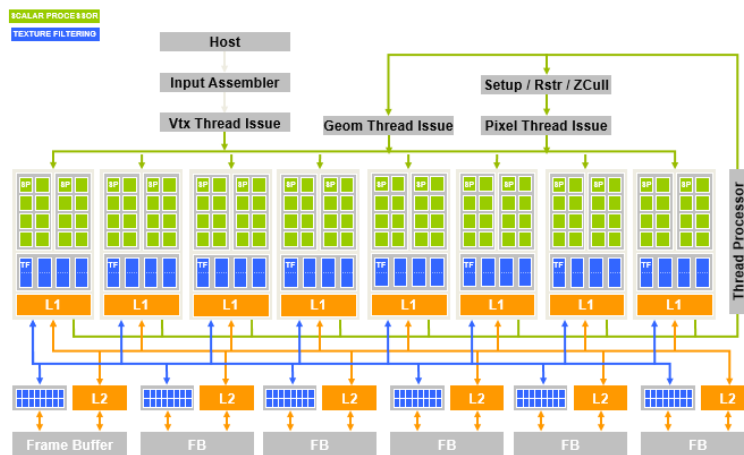 SCALAR PROCESSOR
TEXTURE FILTERING
Host
Input Assembler
Setup / Rstr / ZCull
Vtx Thread Issue
Geom Thread Issue
Pixel Thread Issue
SP SP SP SP SP SP SP SP SP SP SP SP SP SP SP SP
Thread Processor
TF TF TF TF TF TF TF TF
L1 L1 L1 L1 L1 L1 L1 L1
L2 L2 L2 L2 L2 L2
Frame Buffer FB FB FB FB FB